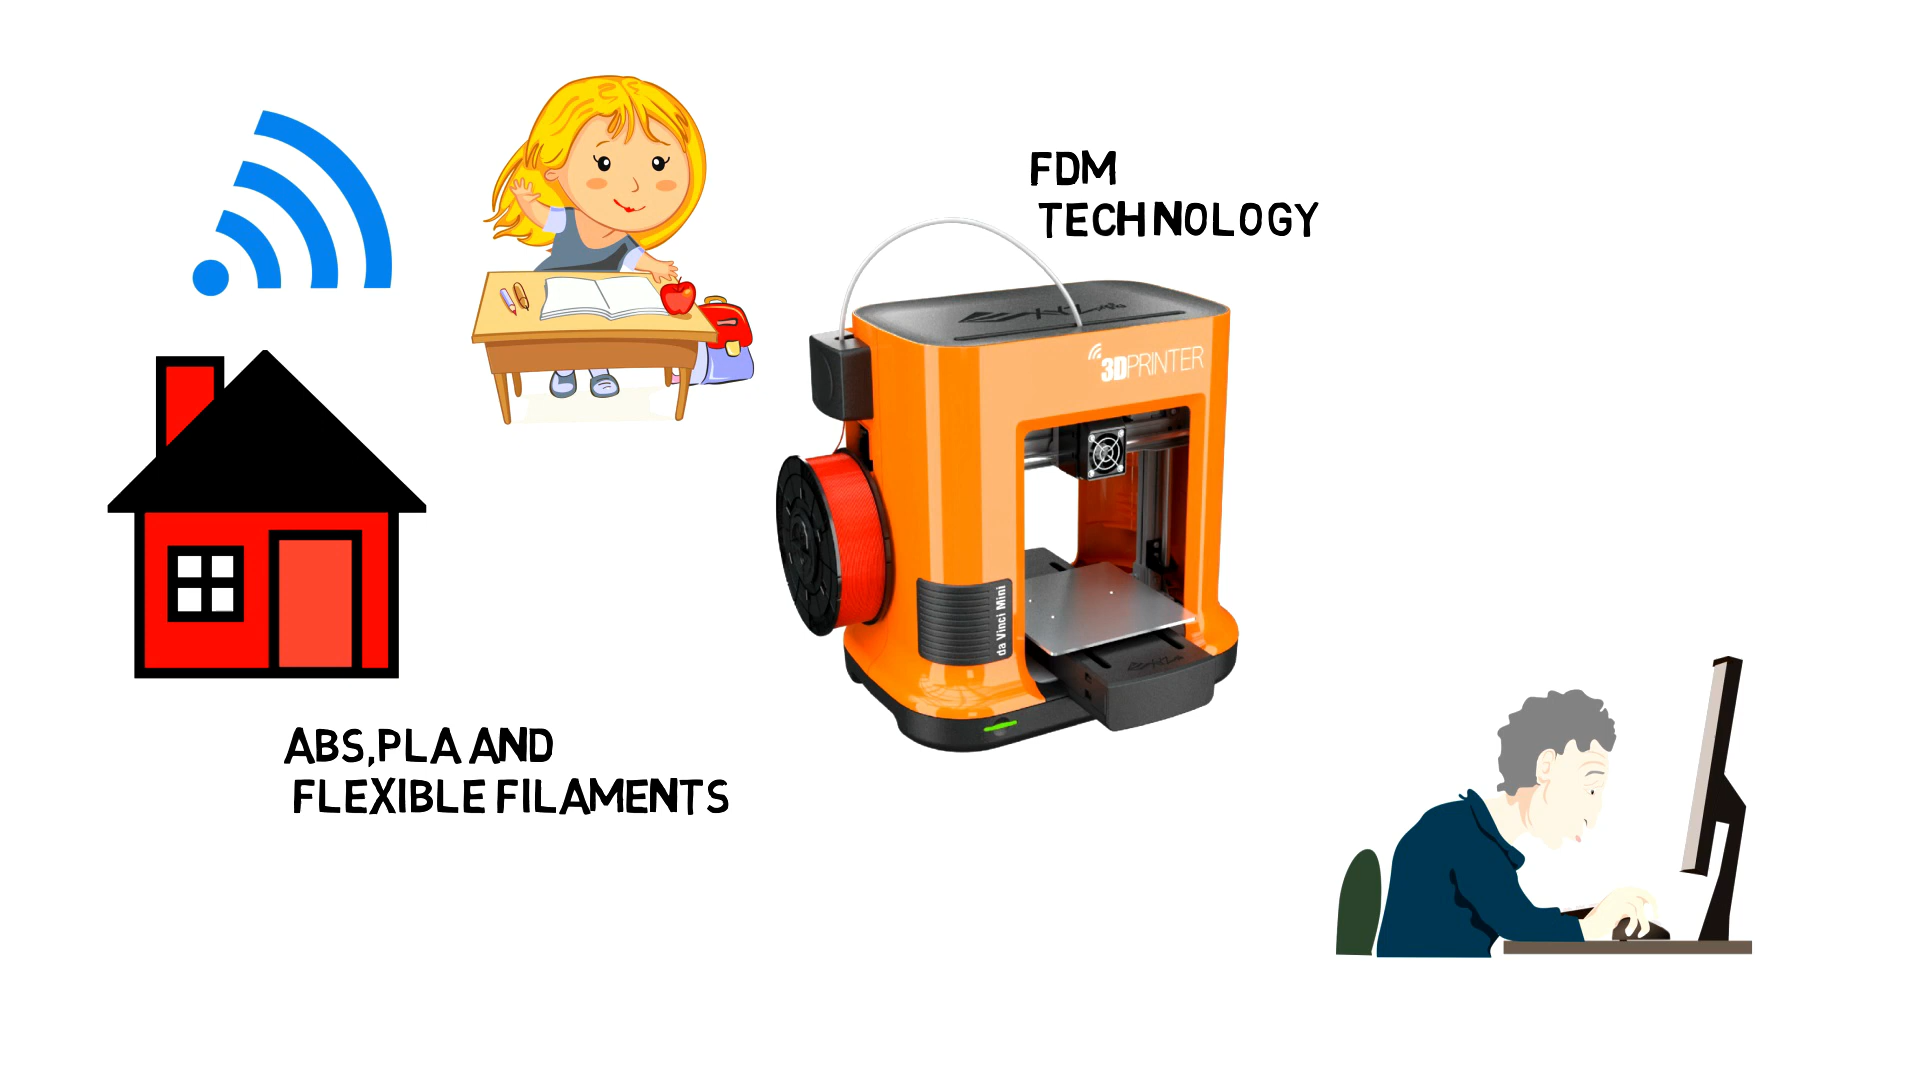 FDM
TECHNOLOGY
3DPRINTER
da Vinci Mini
ABS,PLA AND
FLEXIBLE FILAMENTS